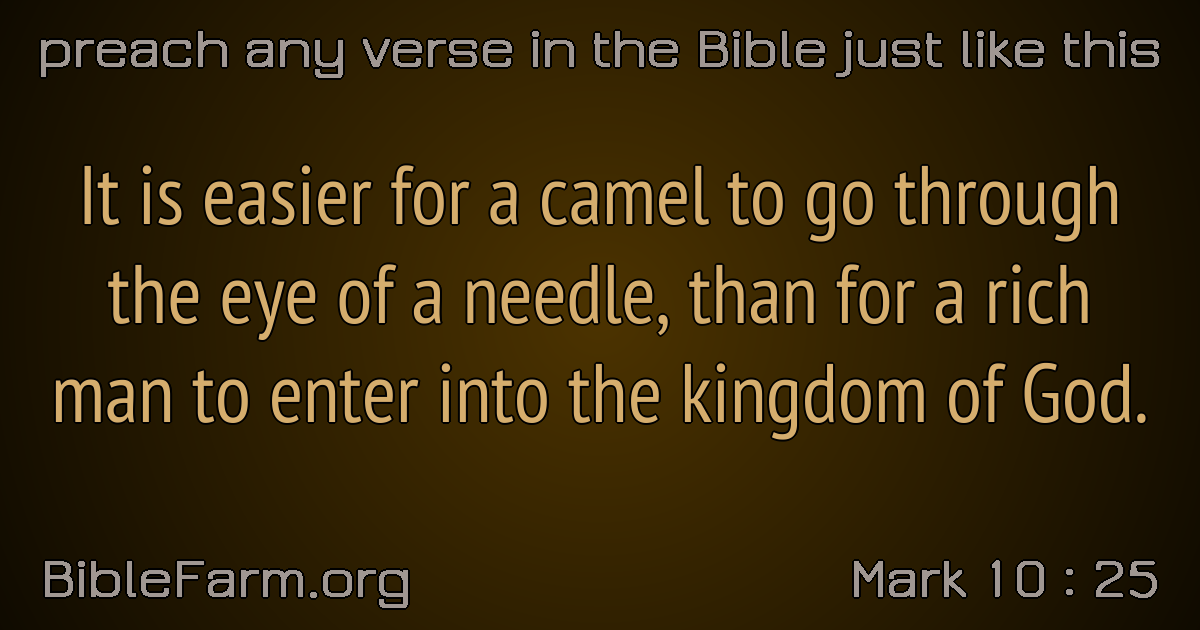 preach any verse in the Bible just like this
It is easier for a camel to go through
the eye of a needle, than for a rich
man to enter into the kingdom of God.
BibleFarm.org
Mark 10 : 25